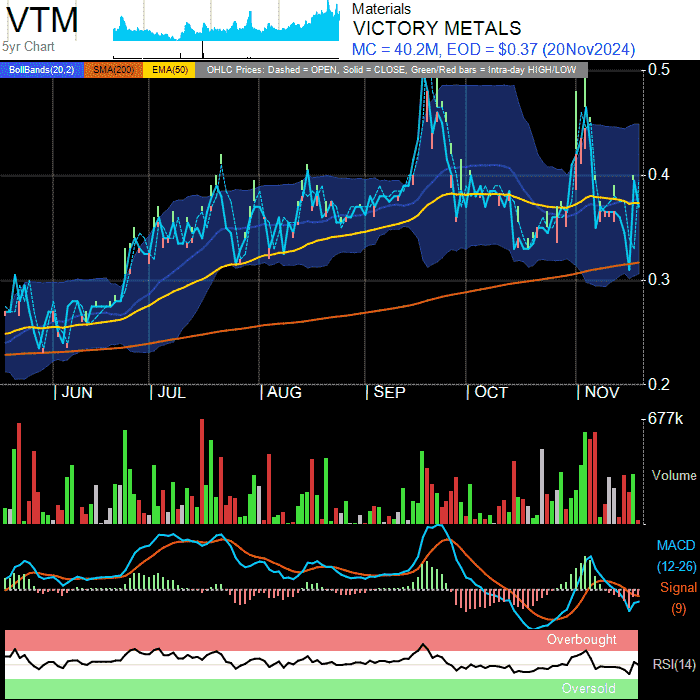 VTM
5yr Chart
Materials
VICTORY METALS
MC = 40.2M, EOD = $0.37 (20Nov2024)
BollBands(20,2) SMA(200) EMA(50) OHLC Prices: Dashed = OPEN, Solid = CLOSE, Green/Red bars = Intra-day HIGH/LOW
0.5
0.4
0.3
0.2
JUN JUL AUG SEP OCT NOV
677k
Volume
MACD
(12-26)
Signal
(9)
Overbought
RSI(14)
Oversold